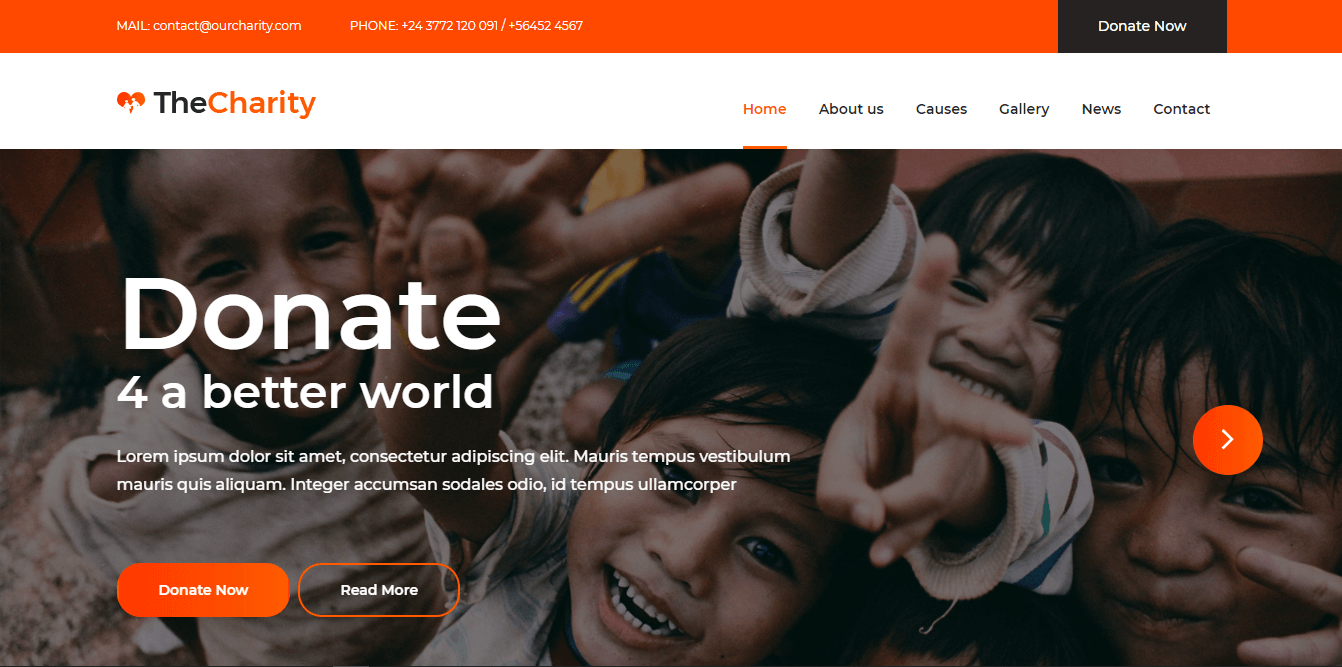 MAIL: contact@ourcharity.com PHONE: +24 3772 120 091 / +56452 4567 Donate Now
TheCharity
Home About us Causes Gallery News Contact
Donate
4 a better world
Lorem ipsum dolor sit amet, consectetur adipiscing elit. Mauris tempus vestibulum
mauris quis aliquam. Integer accumsan sodales odio, id tempus ullamcorper
Donate Now Read More